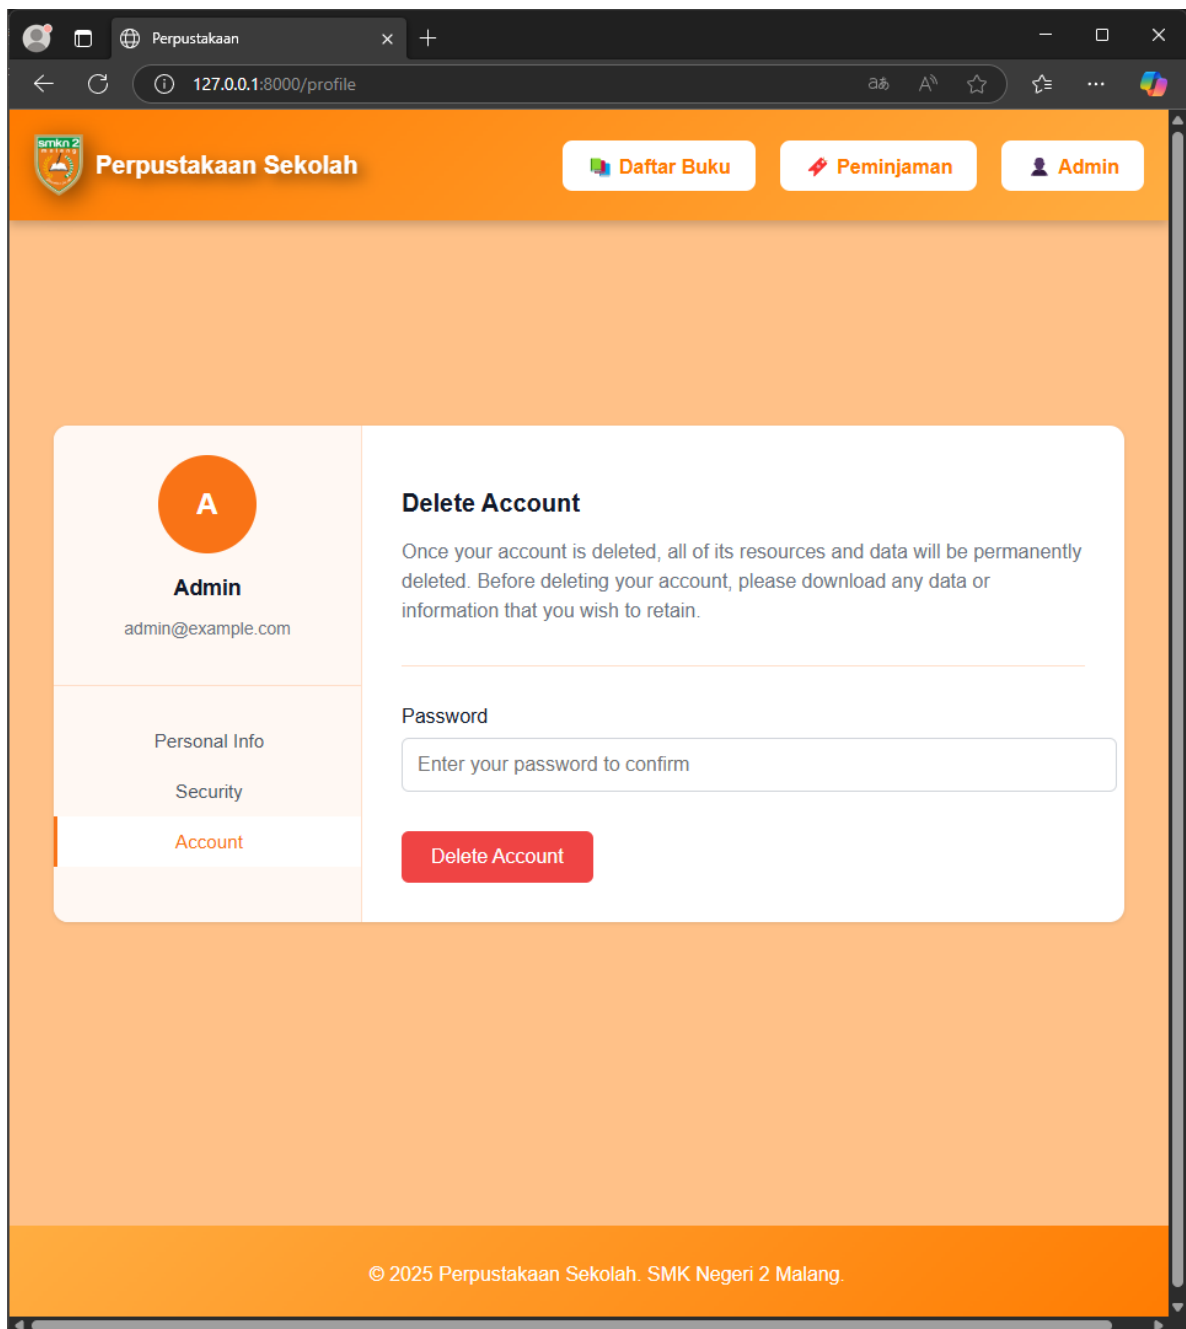 Perpustakaan
127.0.0.1:8000/profile
smkn 2
malang
Perpustakaan Sekolah
Daftar Buku
Peminjaman
Admin
A
Admin
admin@example.com
Personal Info
Security
Account
Delete Account
Once your account is deleted, all of its resources and data will be permanently
deleted. Before deleting your account, please download any data or
information that you wish to retain.
Password
Enter your password to confirm
Delete Account
© 2025 Perpustakaan Sekolah. SMK Negeri 2 Malang.